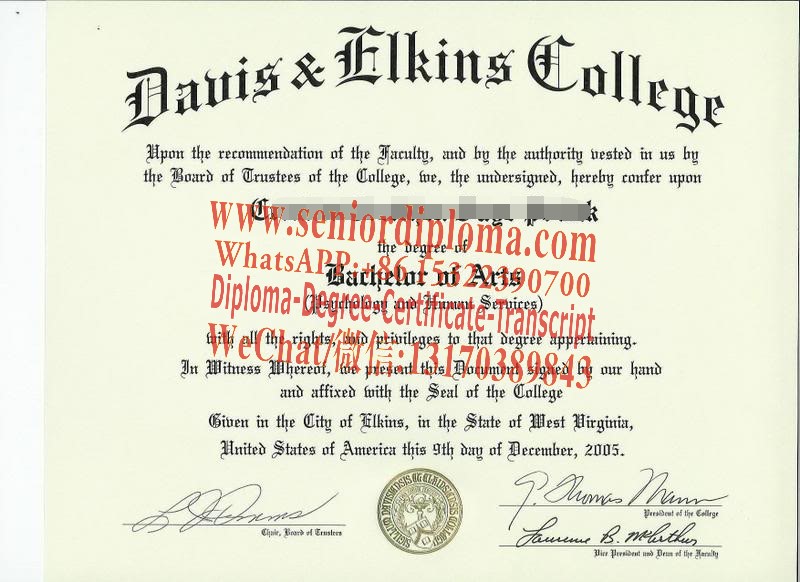 Davis & Elkins College
Upon the recommendation of the Faculty, and by the authority vested in us by
the Board of Trustees of the College, we, the undersigned, hereby confer upon
www.seniordiploma.com
the degree of
WhatsAPP:+86 15322390700
Bachelor of Arts
Diploma-Degree-Certificate-Transcript
(Psychology and Human Services)
with all the rights, and privileges to that degree appertaining.
WeChat/微信:13170389843
In Witness Whereof, we present this Document signed by our hand
and affixed with the Seal of the College
Given in the City of Elkins, in the State of West Virginia,
United States of America this 9th day of December, 2005.
G. Thomas Mann
President of the College
Chair, Board of Trustees
Laurence B. McArthur
Vice President and Dean of the Faculty